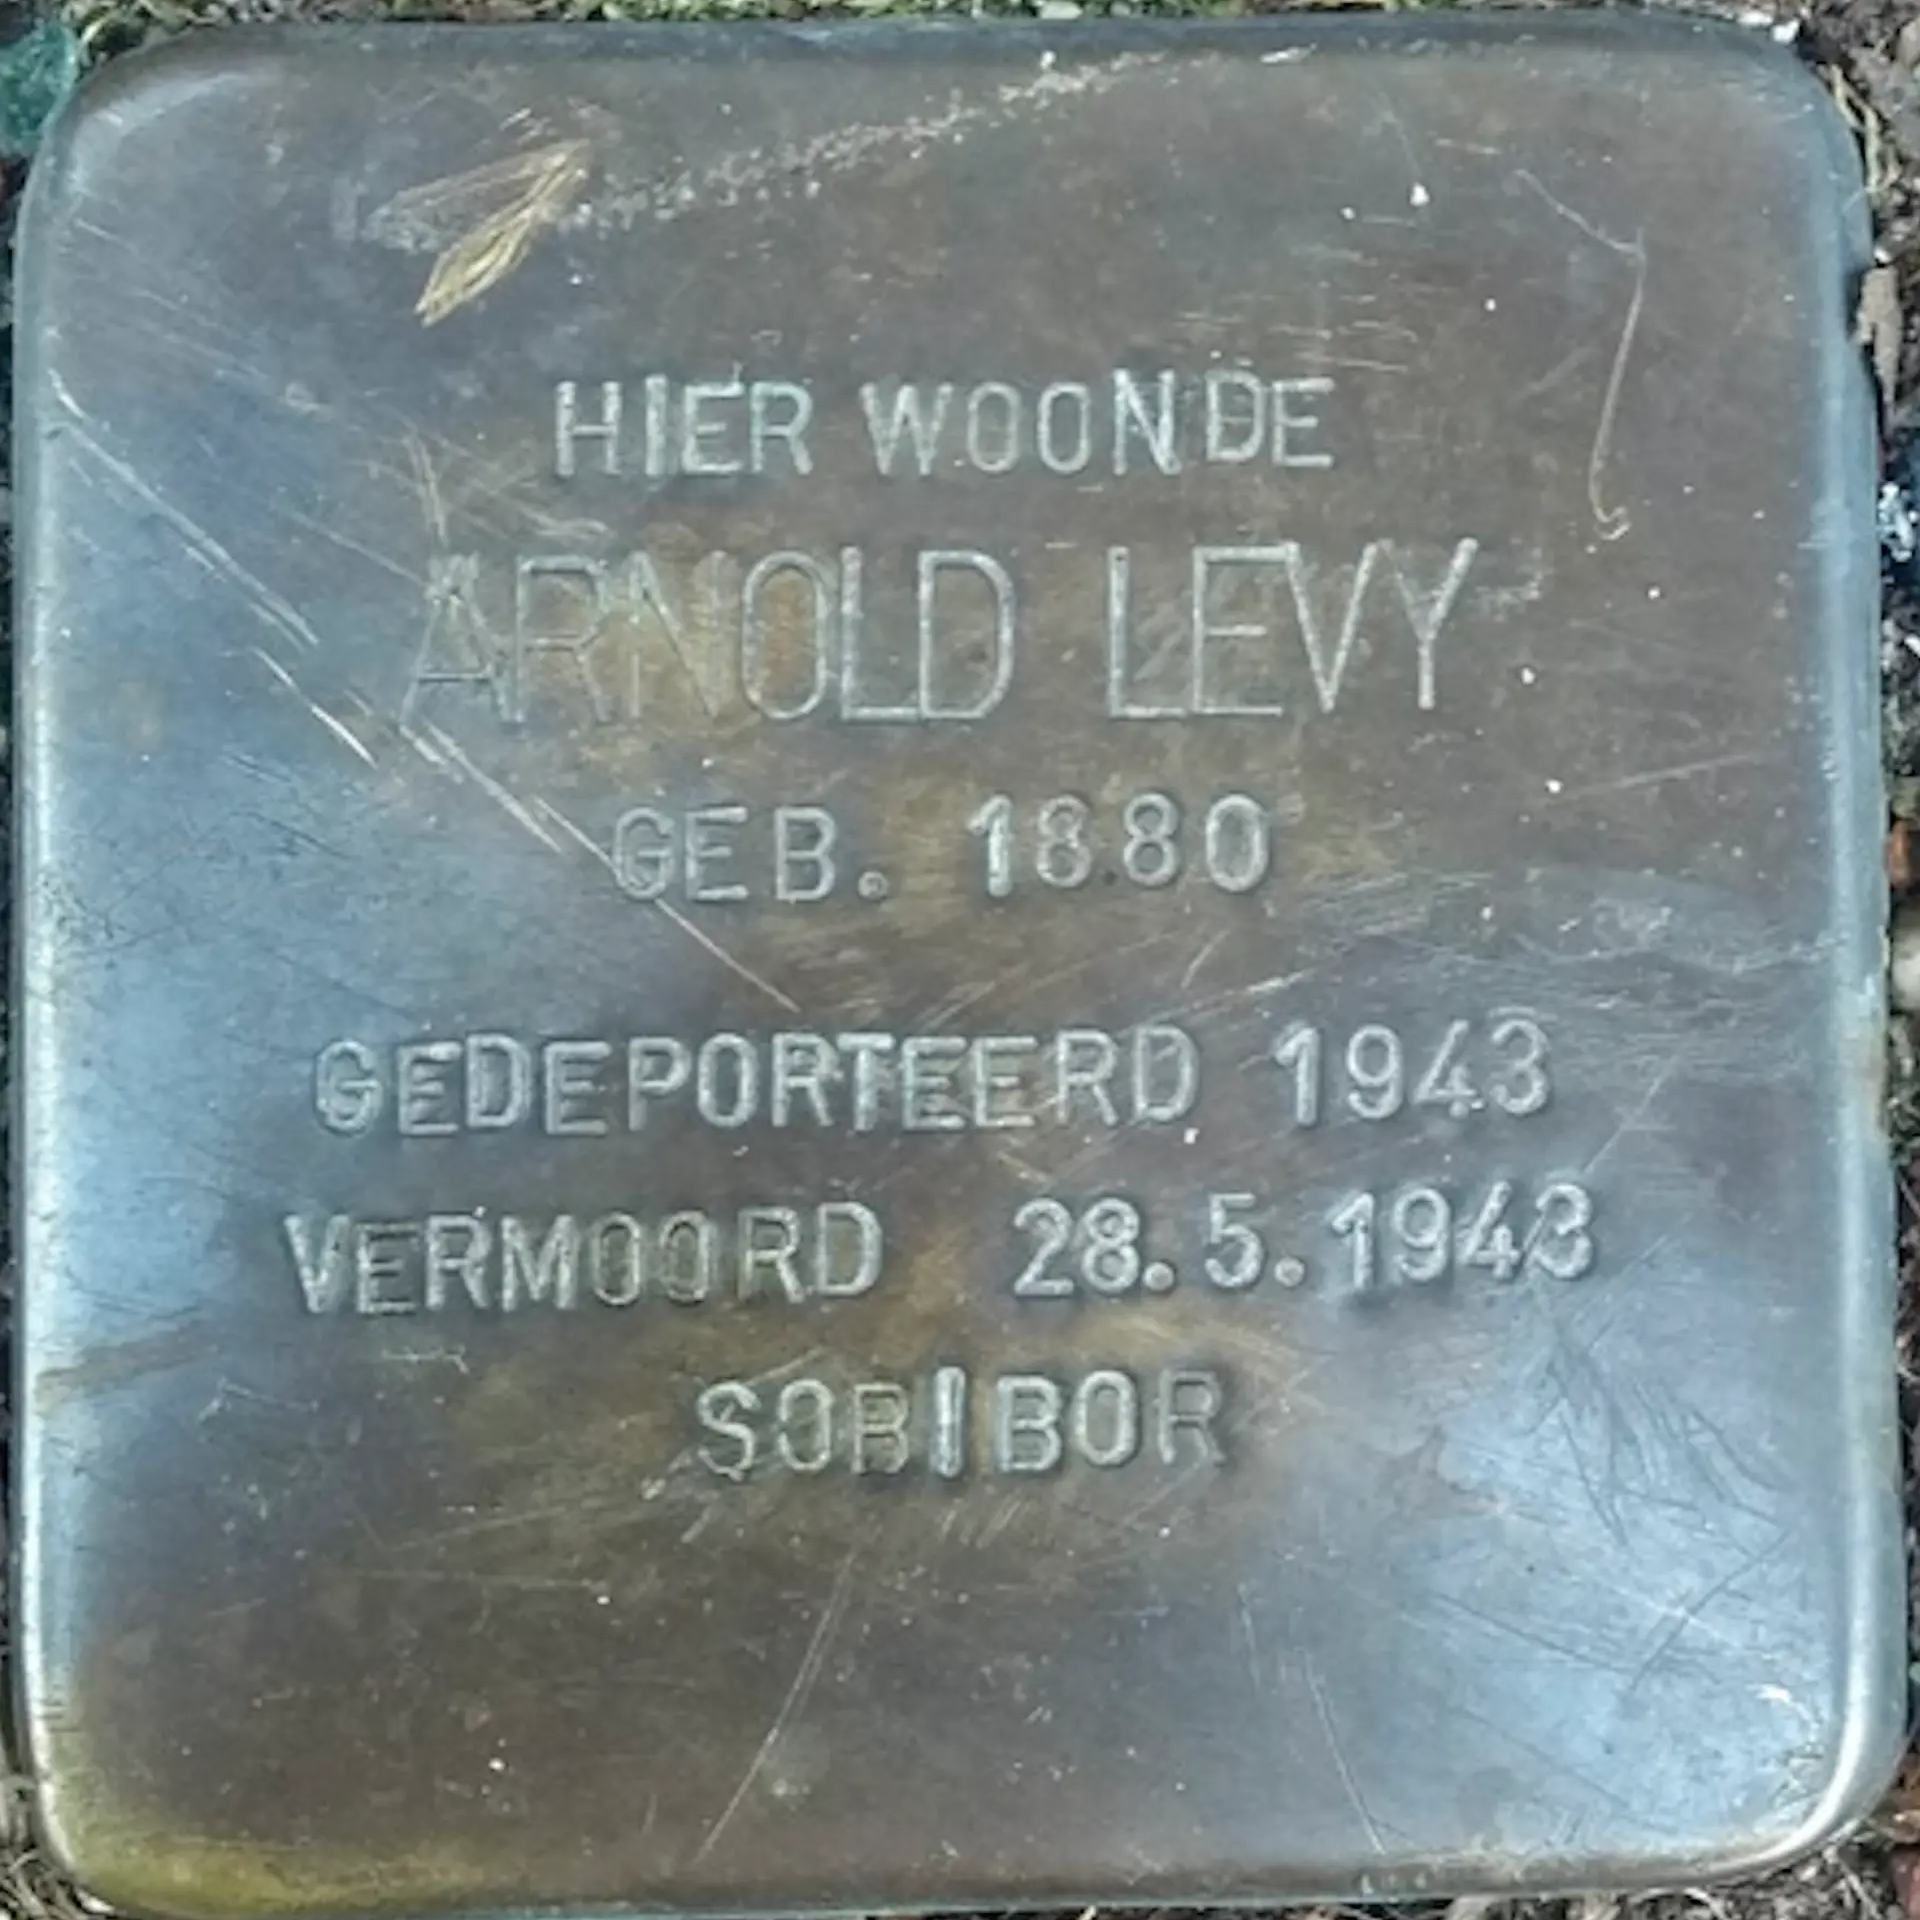 HIER WOONDE
ARNOLD LEVY
GEB. 1880
GEDEPORTEERD 1943
VERMOORD 28.5.1943
SOBIBOR